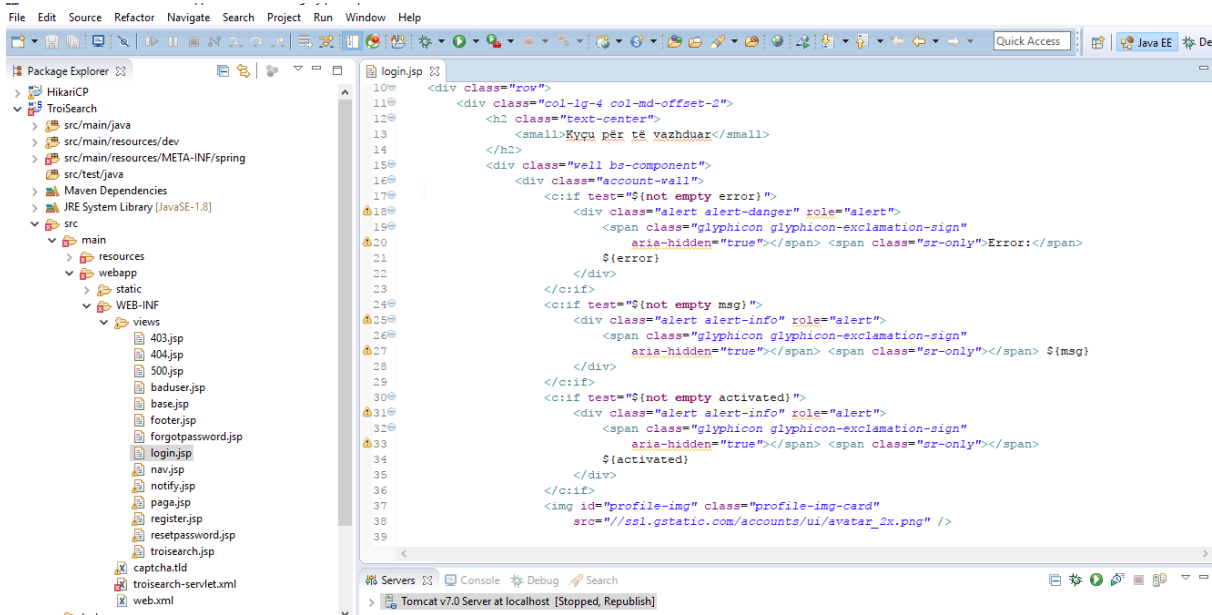 File Edit Source Refactor Navigate Search Project Run Window Help
Quick Access
Java EE
De
Package Explorer
HikariCP
TroiSearch
src/main/java
src/main/resources/dev
src/main/resources/META-INF/spring
src/test/java
Maven Dependencies
JRE System Library [JavaSE-1.8]
src
main
resources
webapp
static
WEB-INF
views
403.jsp
404.jsp
500.jsp
baduser.jsp
base.jsp
footer.jsp
forgotpassword.jsp
login.jsp
nav.jsp
notify.jsp
paga.jsp
register.jsp
resetpassword.jsp
troisearch.jsp
captcha.tld
troisearch-servlet.xml
web.xml
login.jsp
10 <div class="row">
11 <div class="col-lg-4 col-md-offset-2">
12 <h2 class="text-center">
13 <small>Kyçu për të vazhduar</small>
14 </h2>
15 <div class="well bs-component">
16 <div class="account-wall">
17 <c:if test="${not empty error}">
18 <div class="alert alert-danger" role="alert">
19 <span class="glyphicon glyphicon-exclamation-sign"
20 aria-hidden="true"></span> <span class="sr-only">Error:</span>
21 ${error}
22 </div>
23 </c:if>
24 <c:if test="${not empty msg}">
25 <div class="alert alert-info" role="alert">
26 <span class="glyphicon glyphicon-exclamation-sign"
27 aria-hidden="true"></span> <span class="sr-only"></span> ${msg}
28 </div>
29 </c:if>
30 <c:if test="${not empty activated}">
31 <div class="alert alert-info" role="alert">
32 <span class="glyphicon glyphicon-exclamation-sign"
33 aria-hidden="true"></span> <span class="sr-only"></span>
34 ${activated}
35 </div>
36 </c:if>
37 <img id="profile-img" class="profile-img-card"
38 src="//ssl.gstatic.com/accounts/ui/avatar_2x.png" />
39
Servers Console Debug Search
Tomcat v7.0 Server at localhost [Stopped, Republish]